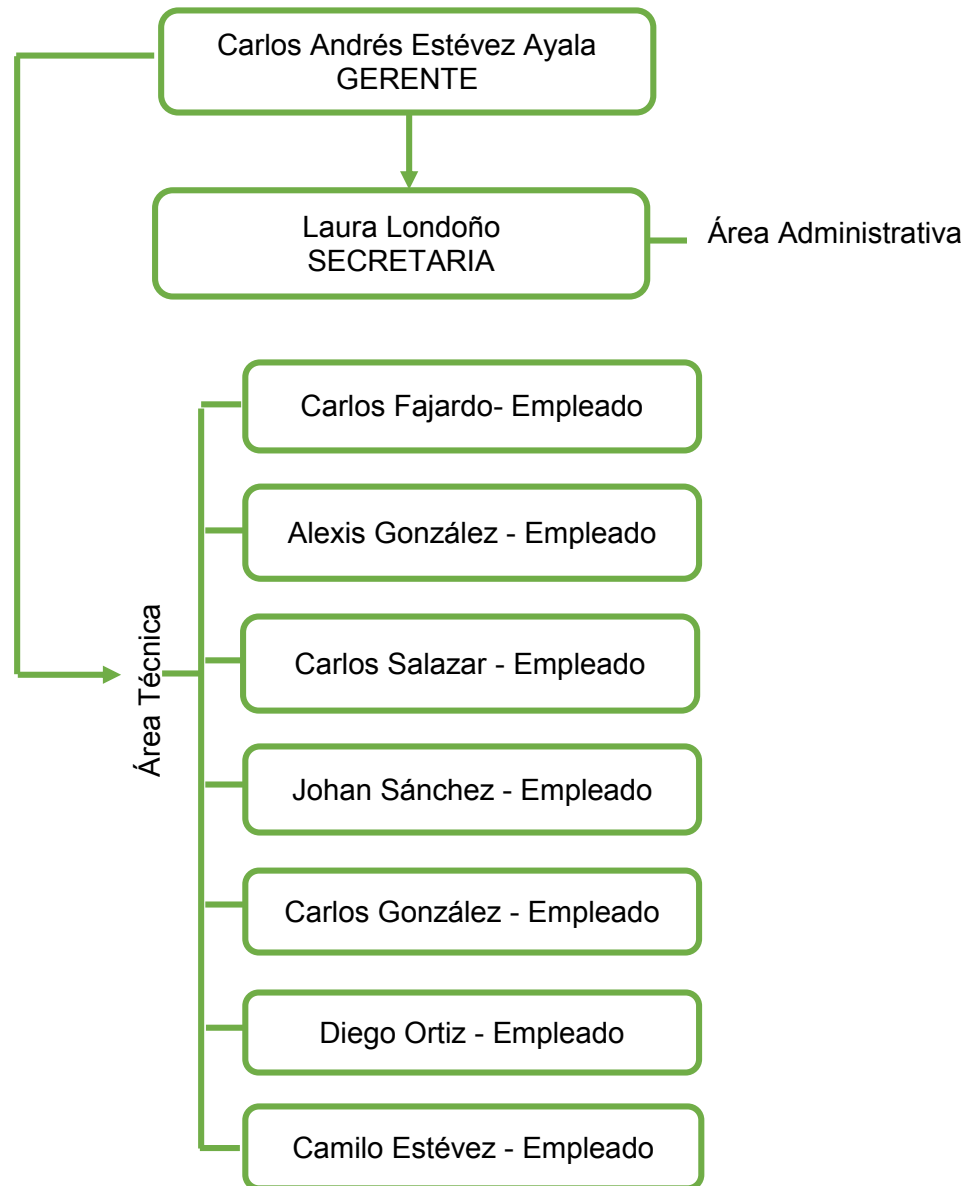 Carlos Andrés Estévez Ayala
GERENTE
Laura Londoño
SECRETARIA
Área Administrativa
Carlos Fajardo- Empleado
Alexis González - Empleado
Carlos Salazar - Empleado
Área Técnica
Johan Sánchez - Empleado
Carlos González - Empleado
Diego Ortiz - Empleado
Camilo Estévez - Empleado